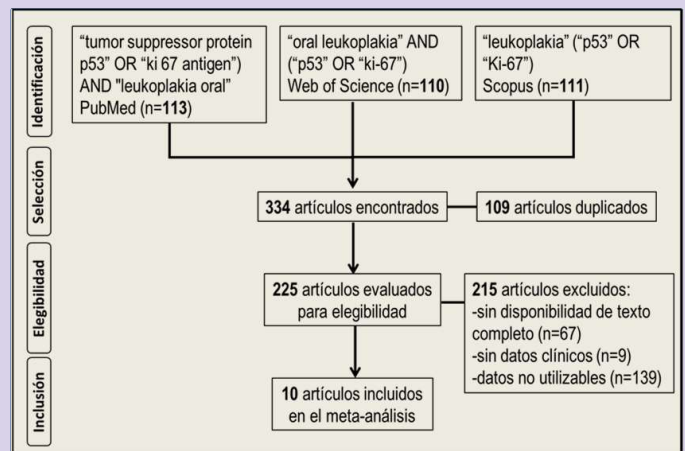 Identificación
“tumor suppressor protein
p53” OR “ki 67 antigen”)
AND "leukoplakia oral”
PubMed (n=113)
“oral leukoplakia” AND
(“p53” OR “ki-67”)
Web of Science (n=110)
“leukoplakia” (“p53” OR
“Ki-67”)
Scopus (n=111)
Selección
334 artículos encontrados
109 artículos duplicados
Elegibilidad
225 artículos evaluados
para elegibilidad
215 artículos excluidos:
-sin disponibilidad de texto
completo (n=67)
-sin datos clínicos (n=9)
-datos no utilizables (n=139)
Inclusión
10 artículos incluidos
en el meta-análisis